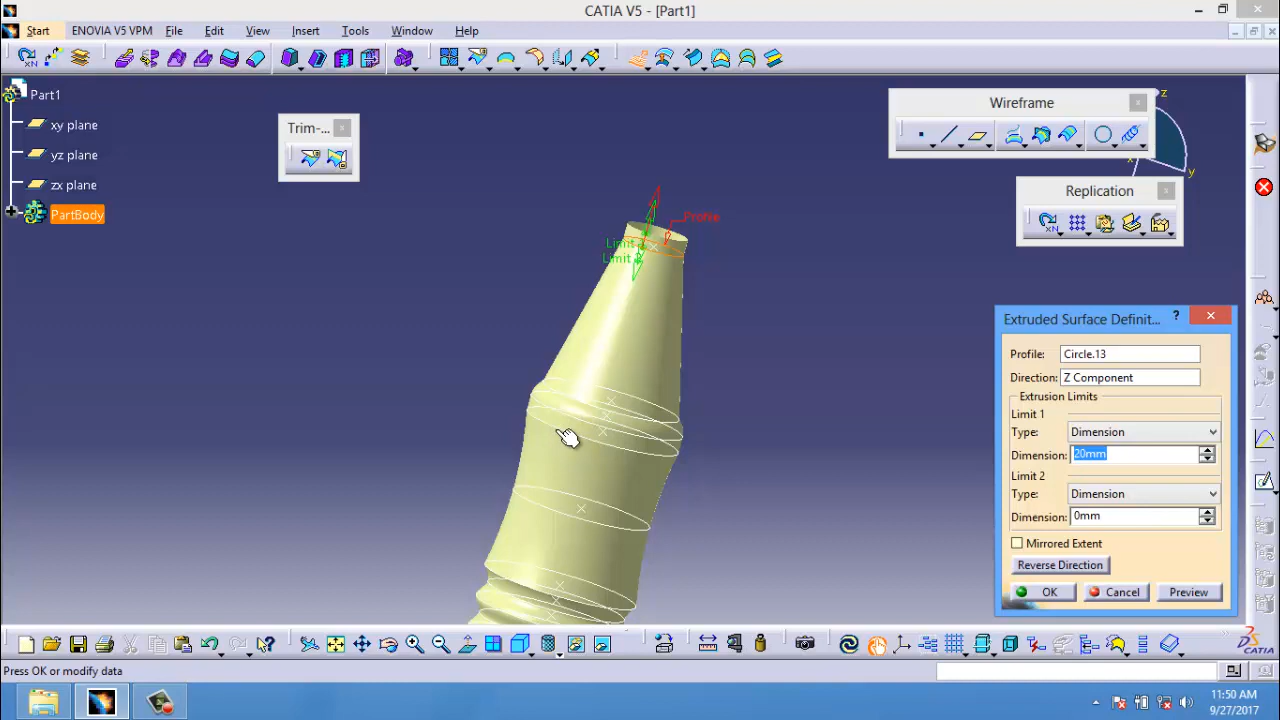 CATIA V5 - [Part1]
Start ENOVIA V5 VPM File Edit View Insert Tools Window Help
Part1
xy plane
yz plane
zx plane
PartBody
Trim-...
Wireframe
z
x
y
Replication
Profile
Limit
Limit 2
Extruded Surface Definit... ?
Profile: Circle.13
Direction: Z Component
Extrusion Limits
Limit 1
Type: Dimension
Dimension: 20mm
Limit 2
Type: Dimension
Dimension: 0mm
Mirrored Extent
Reverse Direction
OK Cancel Preview
CATIA
Press OK or modify data
11:50 AM
9/27/2017